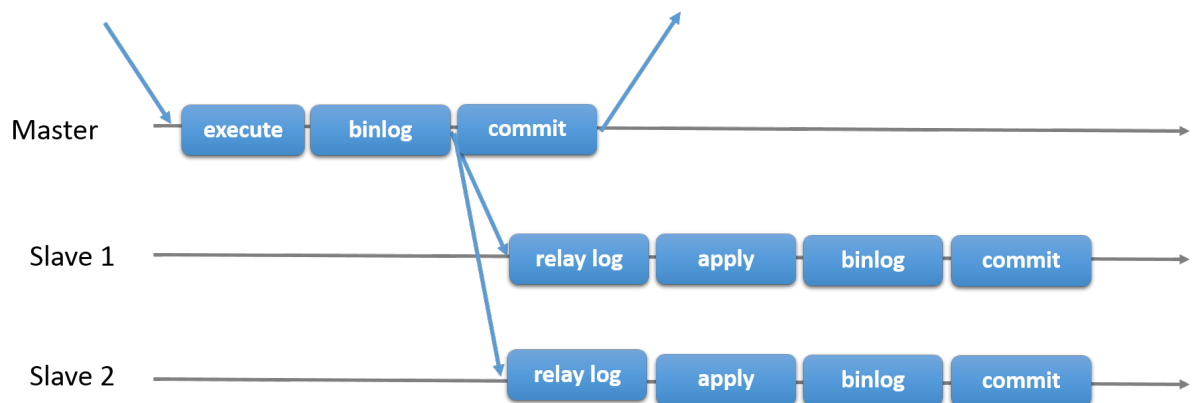 Master execute binlog commit
Slave 1 relay log apply binlog commit
Slave 2 relay log apply binlog commit